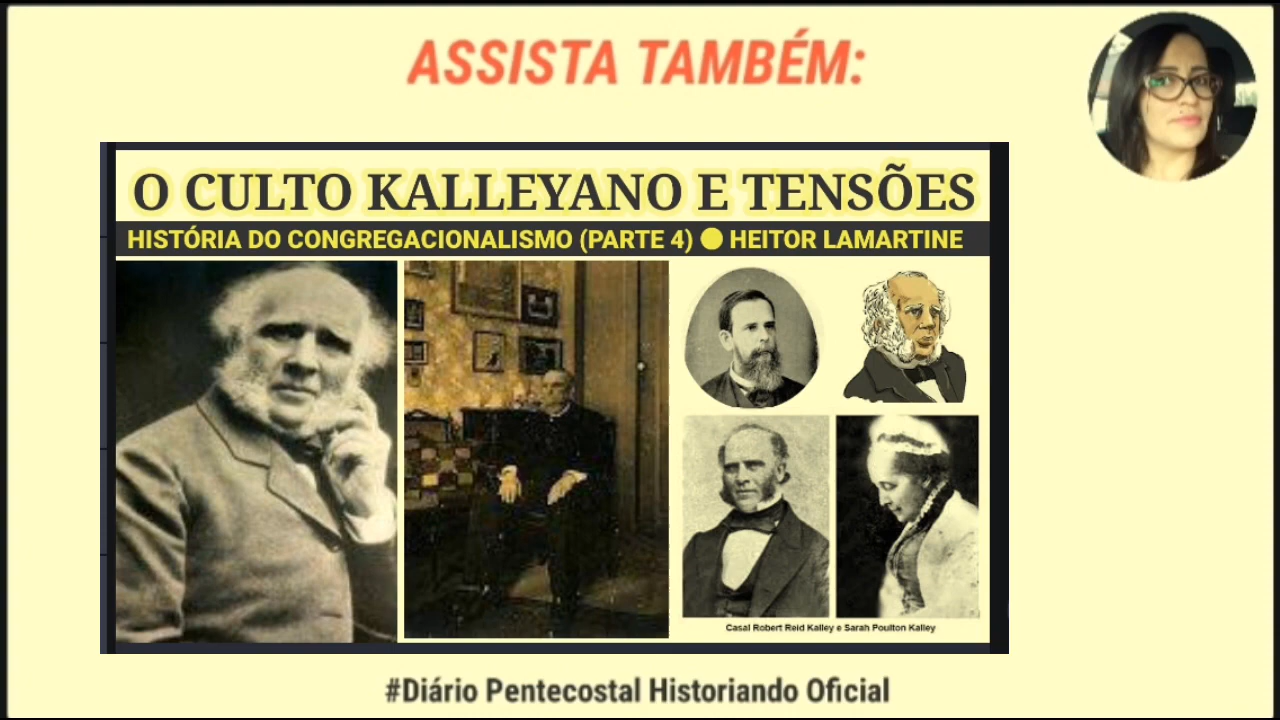 ASSISTA TAMBÉM:
O CULTO KALLEYANO E TENSÕES
HISTÓRIA DO CONGREGACIONALISMO (PARTE 4) ● HEITOR LAMARTINE
Casal Robert Reid Kalley e Sarah Poulton Kalley
#Diário Pentecostal Historiando Oficial